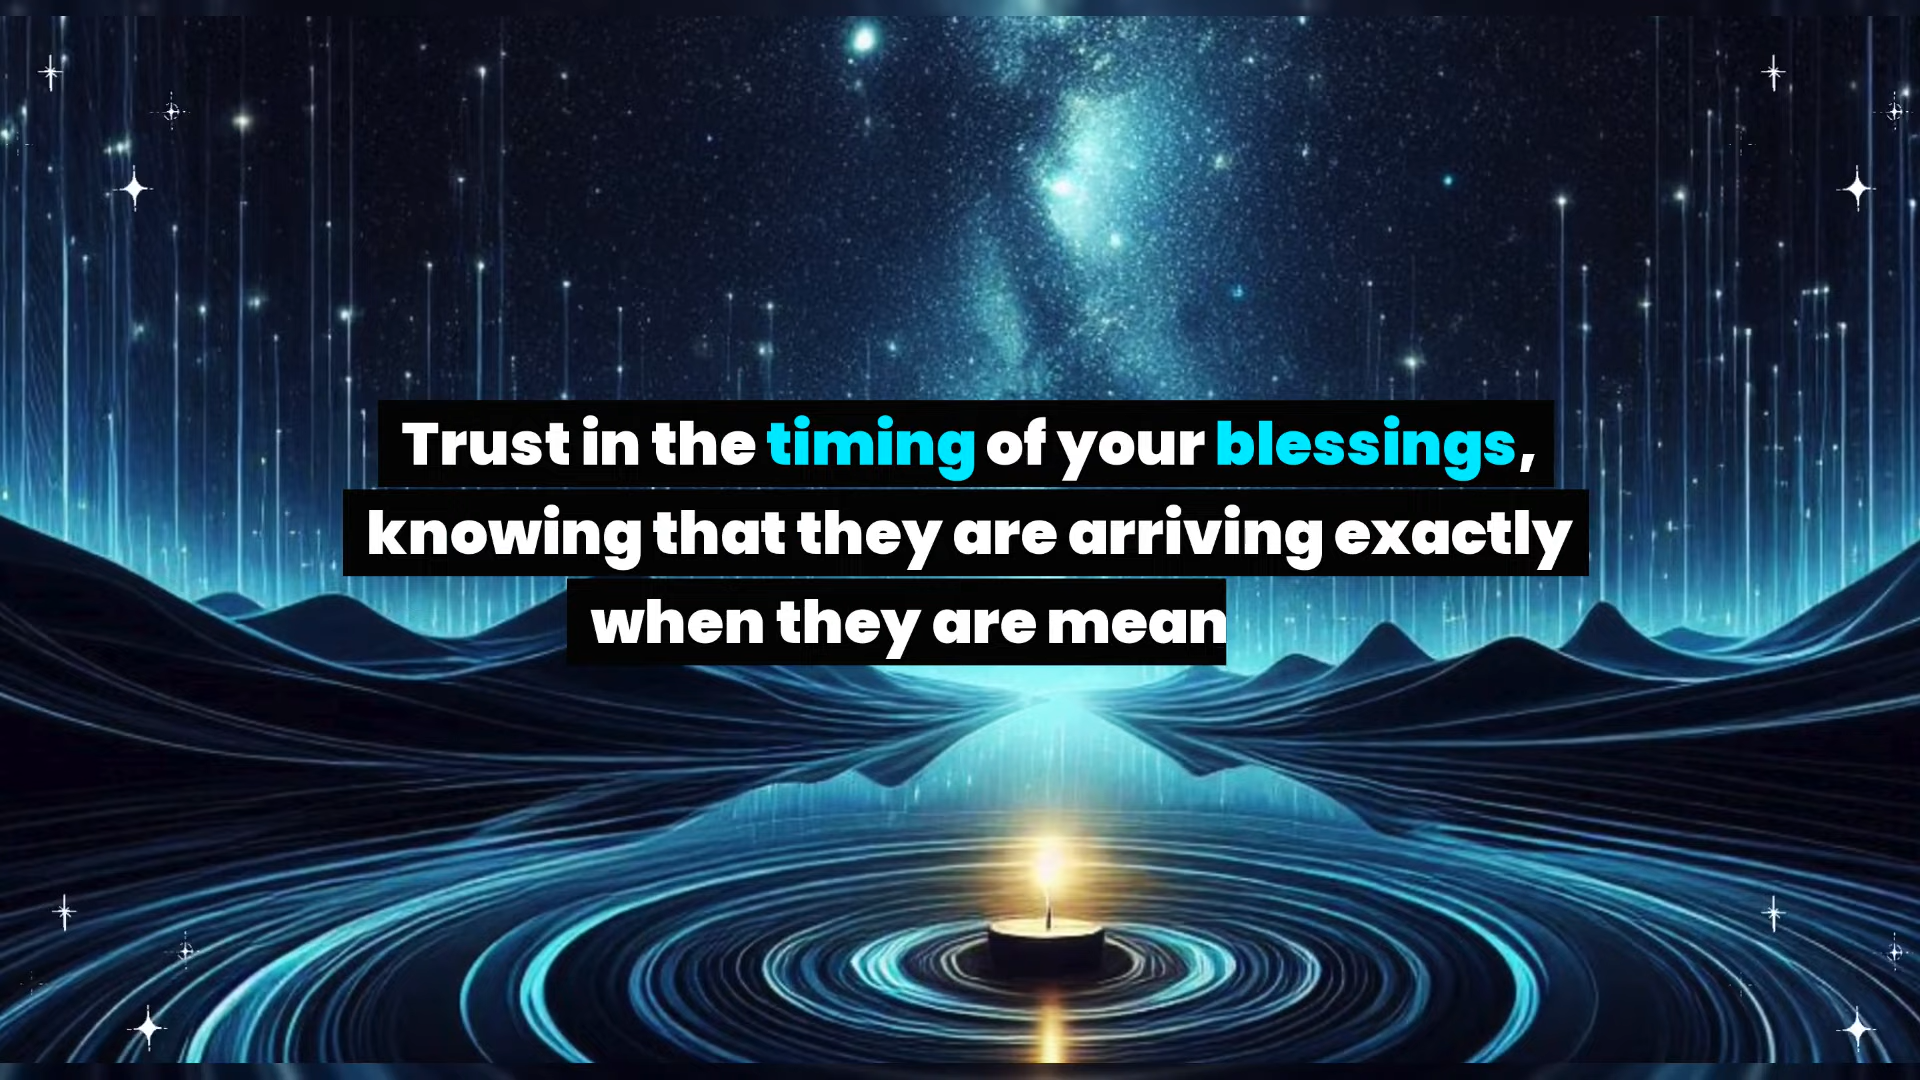 Trust in the timing of your blessings,
knowing that they are arriving exactly
when they are mean